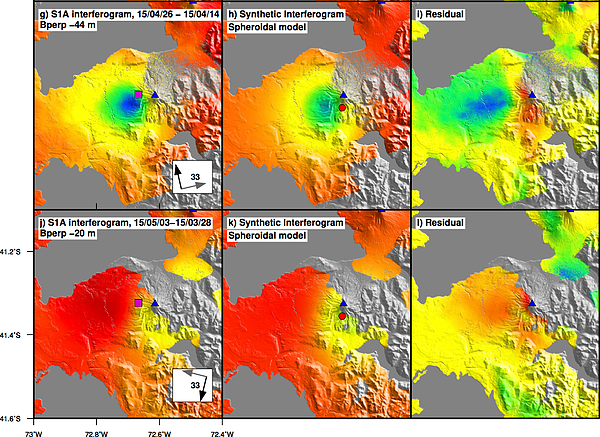 g) S1A interferogram, 15/04/26 – 15/04/14
Bperp −44 m
h) Synthetic Interferogram
Spheroidal model
i) Residual
33
j) S1A interferogram, 15/05/03−15/03/28
Bperp −20 m
k) Synthetic Interferogram
Spheroidal model
l) Residual
33
41.2˚S
41.4˚S
41.6˚S
73˚W
72.8˚W
72.6˚W
72.4˚W